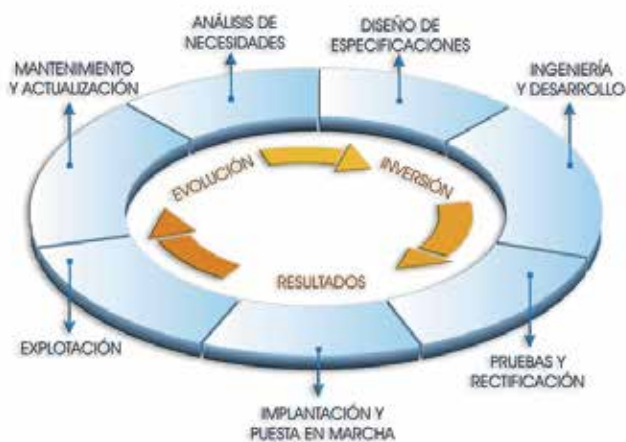 ANÁLISIS DE
NECESIDADES
DISEÑO DE
ESPECIFICACIONES
MANTENIMIENTO
Y ACTUALIZACIÓN
INGENIERÍA
Y DESARROLLO
EVOLUCIÓN
INVERSIÓN
RESULTADOS
EXPLOTACIÓN
PRUEBAS Y
RECTIFICACIÓN
IMPLANTACIÓN Y
PUESTA EN MARCHA